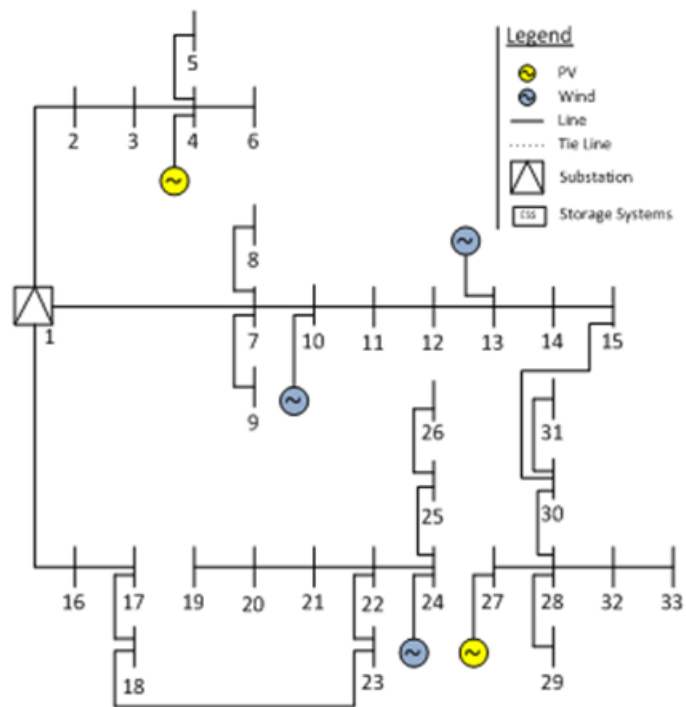 5
Legend
PV
Wind
Line
Tie Line
Substation
CSS Storage Systems
2 3 4 6
8
1 7 10 11 12 13 14 15
9
26 31
25 30
16 17 19 20 21 22 24 27 28 32 33
18 23 29